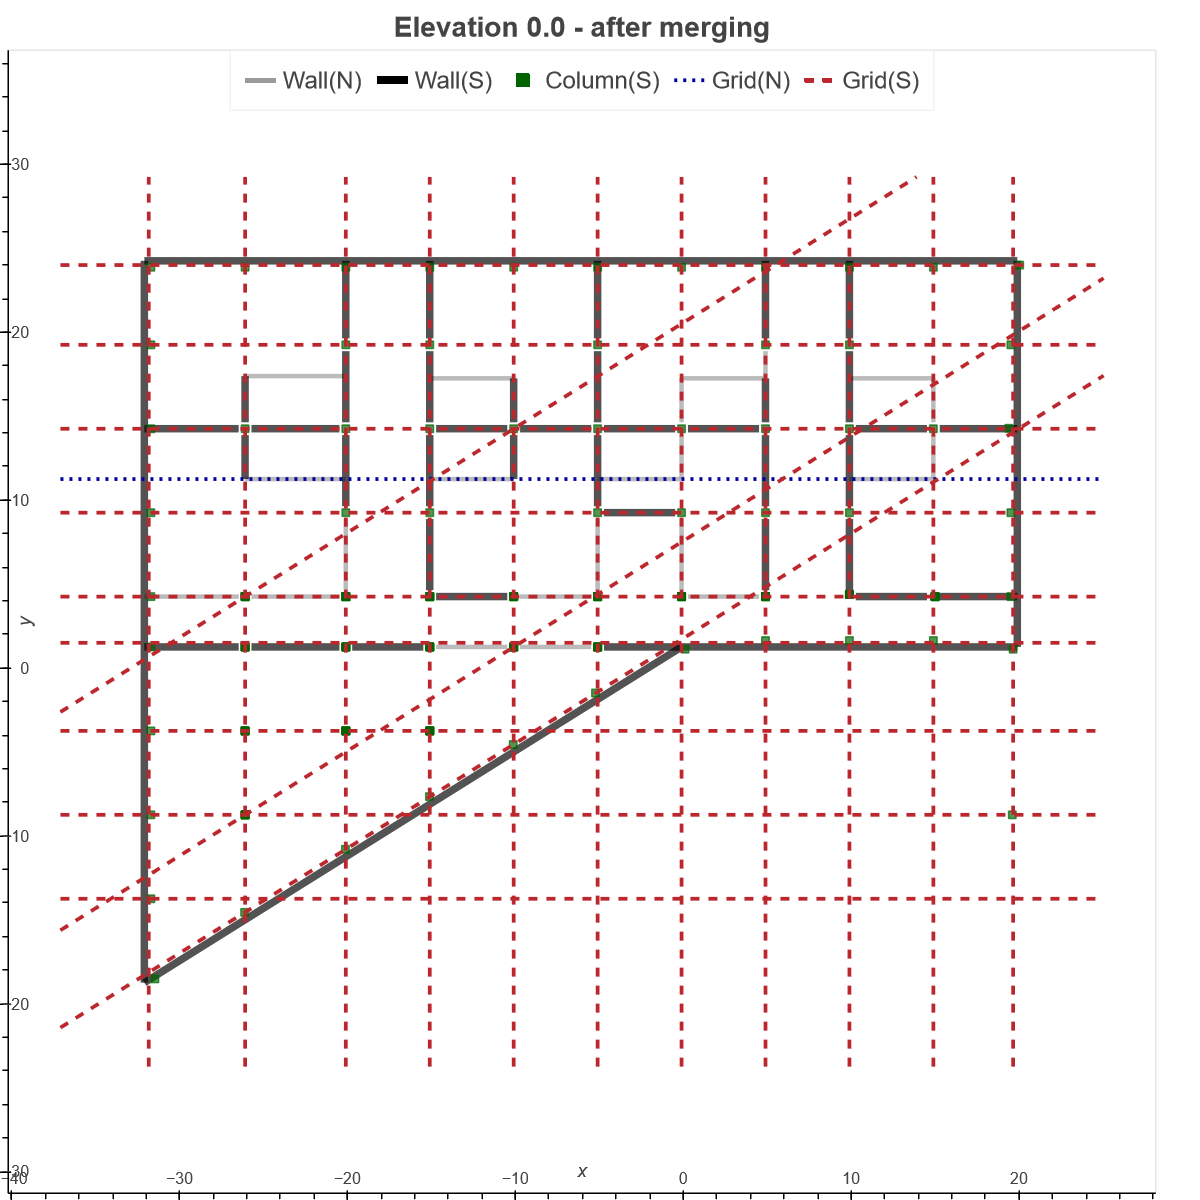 Elevation 0.0 - after merging
Wall(N) Wall(S) Column(S) Grid(N) Grid(S)
30
20
10
y
0
−10
−20
−30
x
−40 −30 −20 −10 0 10 20